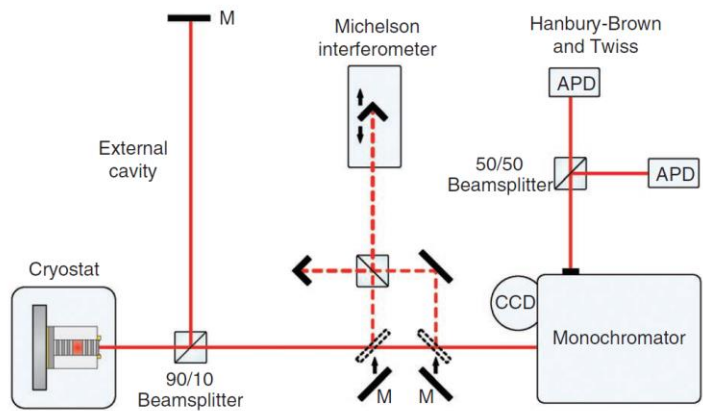 M
Michelson
interferometer
Hanbury-Brown
and Twiss
APD
External
cavity
50/50
Beamsplitter
APD
Cryostat
CCD
Monochromator
90/10
Beamsplitter
M
M